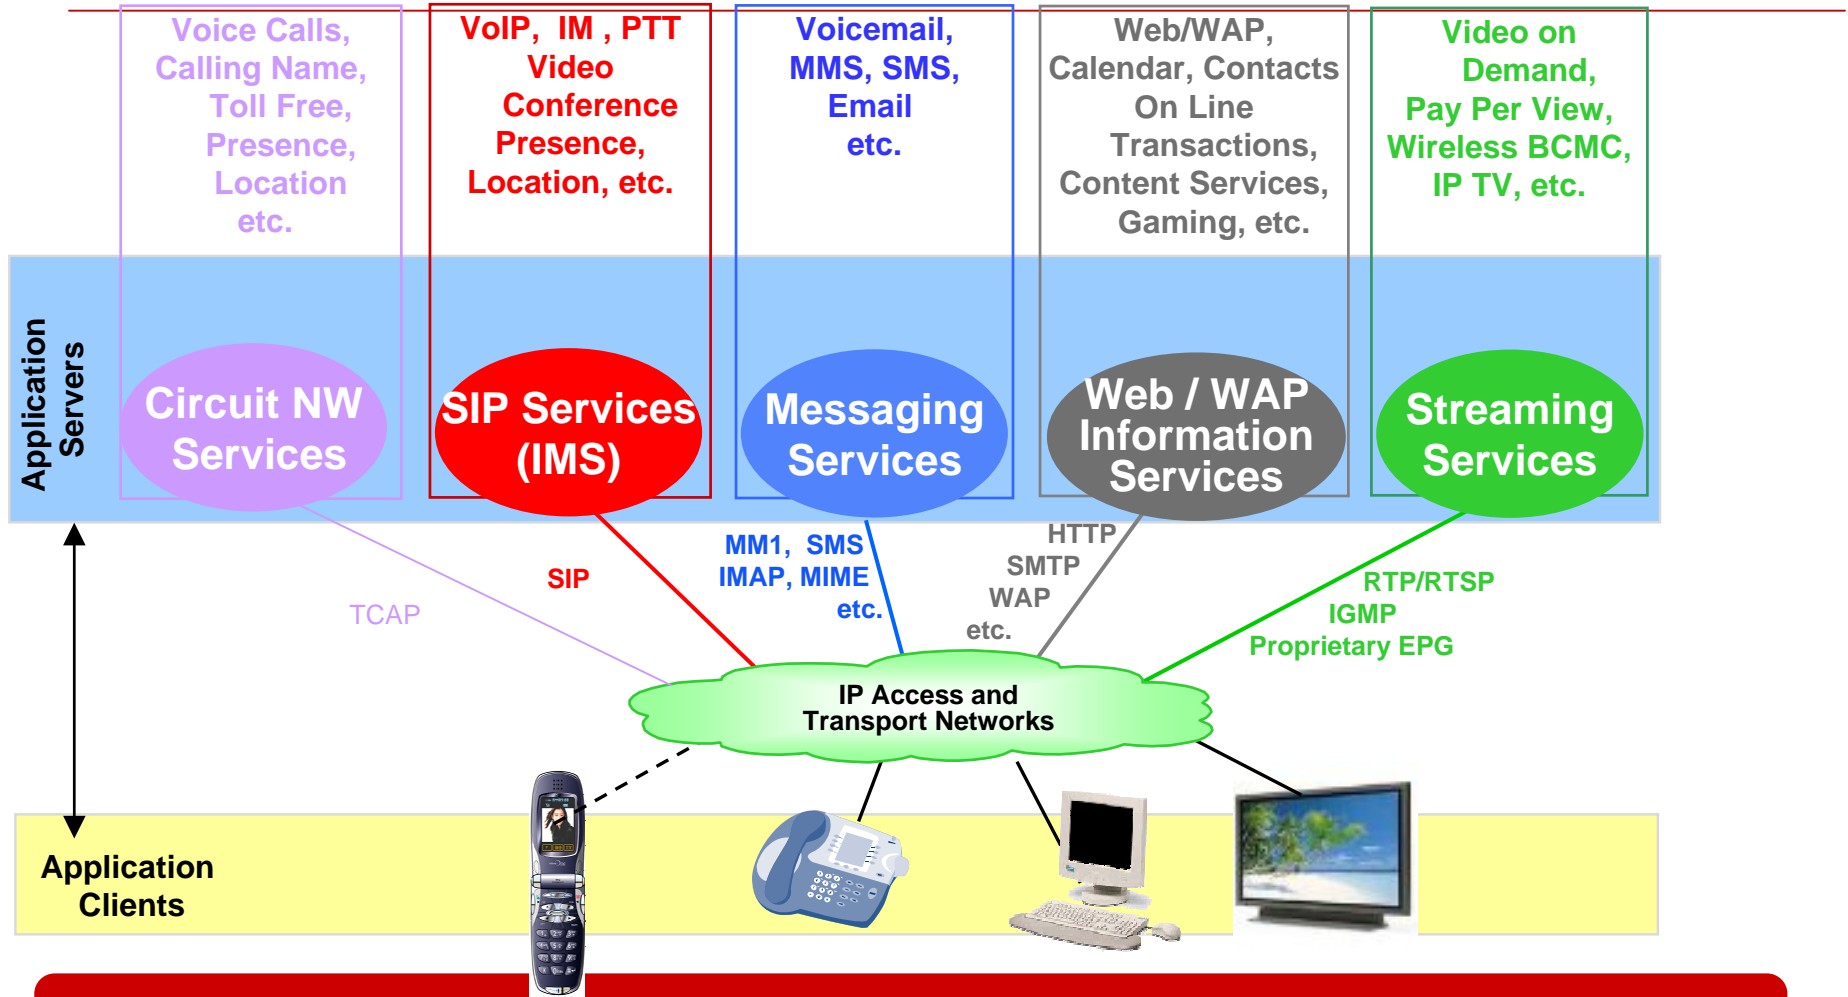 Voice Calls,
Calling Name,
Toll Free,
Presence,
Location
etc.
VoIP, IM , PTT
Video
Conference
Presence,
Location, etc.
Voicemail,
MMS, SMS,
Email
etc.
Web/WAP,
Calendar, Contacts
On Line
Transactions,
Content Services,
Gaming, etc.
Video on
Demand,
Pay Per View,
Wireless BCMC,
IP TV, etc.
Application
Servers
Circuit NW
Services
SIP Services
(IMS)
Messaging
Services
Web / WAP
Information
Services
Streaming
Services
TCAP
SIP
MM1, SMS
IMAP, MIME
etc.
HTTP
SMTP
WAP
etc.
RTP/RTSP
IGMP
Proprietary EPG
IP Access and
Transport Networks
Application
Clients